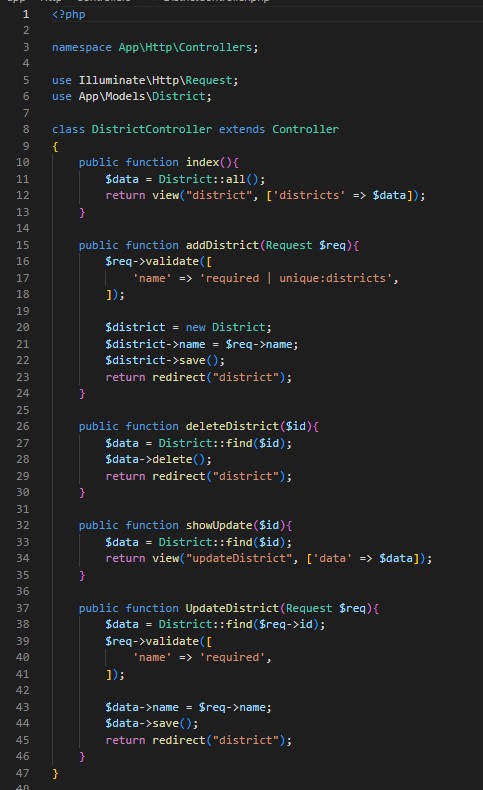 1 <?php
2
3 namespace App\Http\Controllers;
4
5 use Illuminate\Http\Request;
6 use App\Models\District;
7
8 class DistrictController extends Controller
9 {
10     public function index(){
11         $data = District::all();
12         return view("district", ['districts' => $data]);
13     }
14
15     public function addDistrict(Request $req){
16         $req->validate([
17             'name' => 'required | unique:districts',
18         ]);
19
20         $district = new District;
21         $district->name = $req->name;
22         $district->save();
23         return redirect("district");
24     }
25
26     public function deleteDistrict($id){
27         $data = District::find($id);
28         $data->delete();
29         return redirect("district");
30     }
31
32     public function showUpdate($id){
33         $data = District::find($id);
34         return view("updateDistrict", ['data' => $data]);
35     }
36
37     public function UpdateDistrict(Request $req){
38         $data = District::find($req->id);
39         $req->validate([
40             'name' => 'required',
41         ]);
42
43         $data->name = $req->name;
44         $data->save();
45         return redirect("district");
46     }
47 }
48